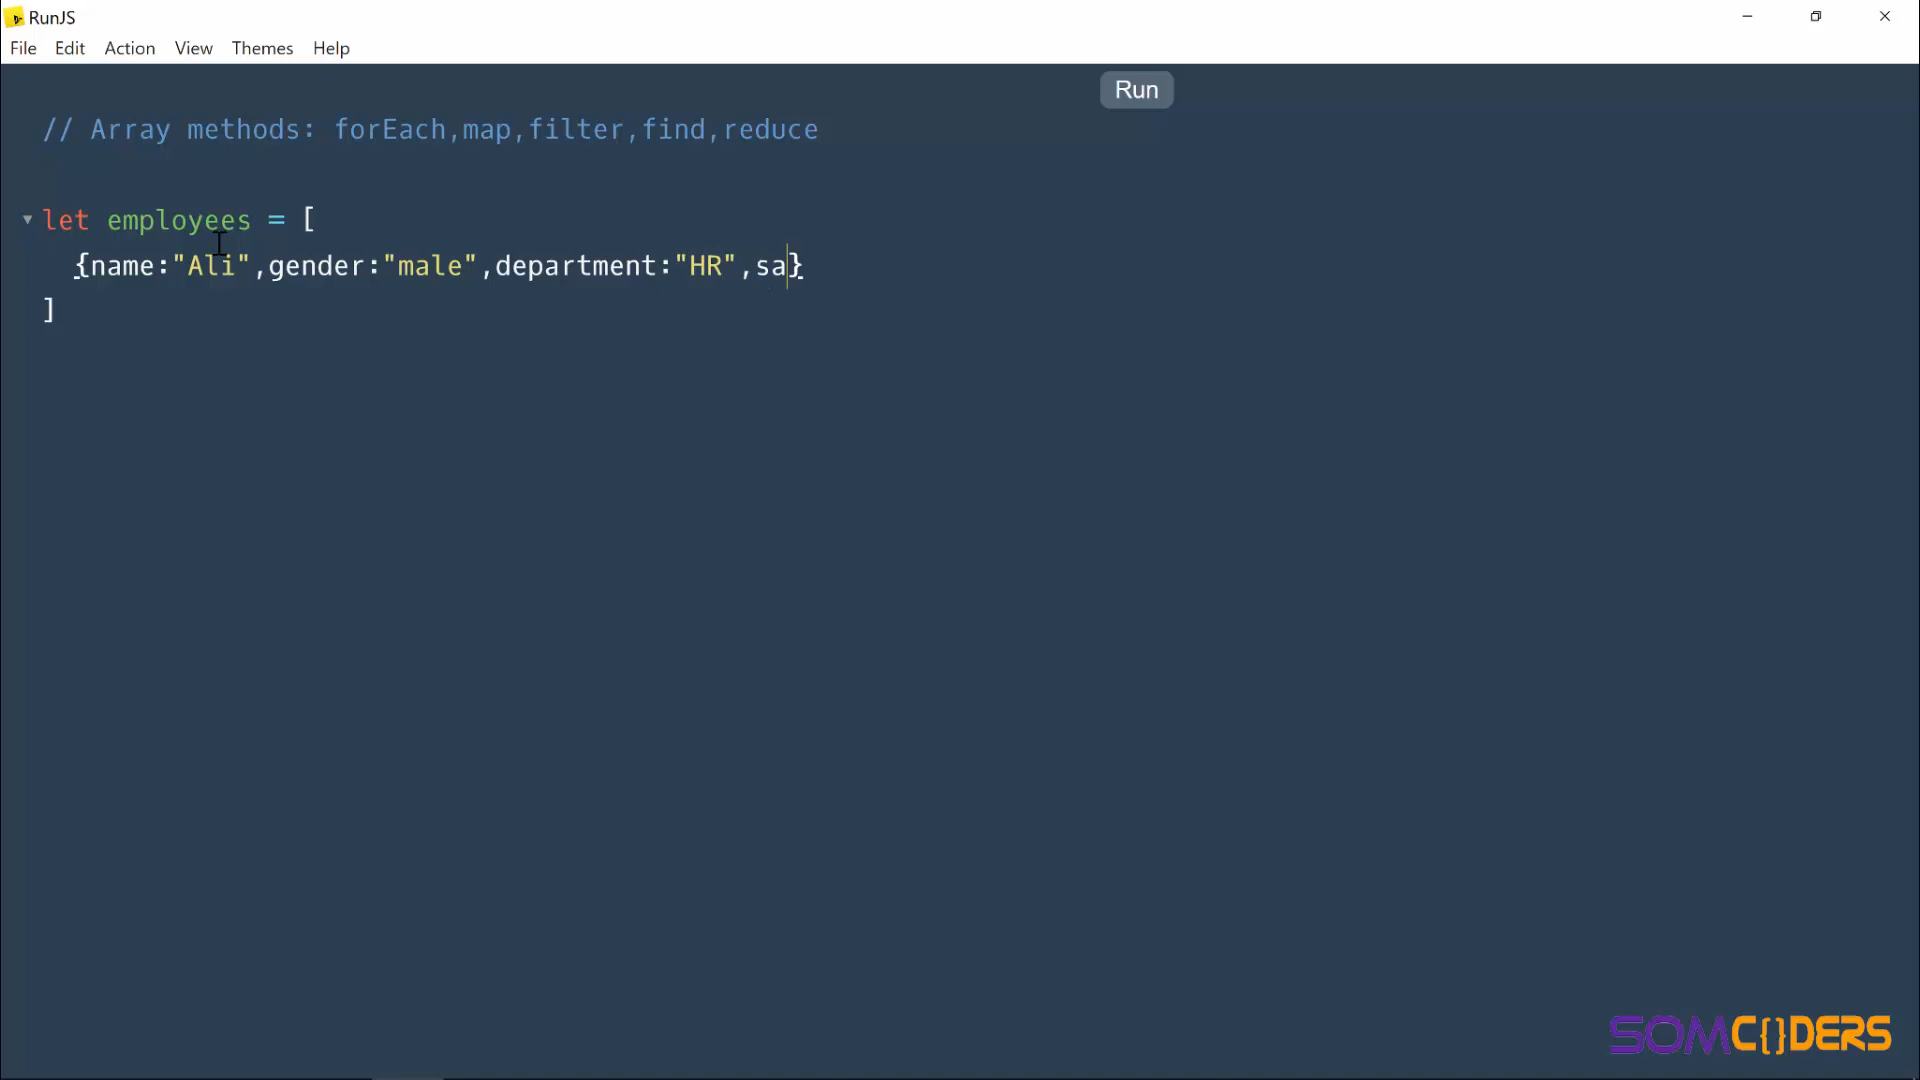 RunJS
File Edit Action View Themes Help
Run
// Array methods: forEach,map,filter,find,reduce
let employees = [
{name:"Ali",gender:"male",department:"HR",sa}
]
SOMC{}DERS